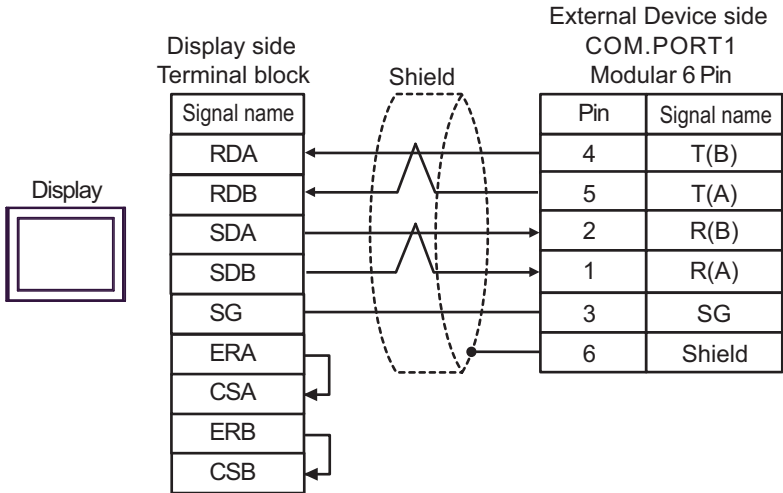 External Device side
COM.PORT1
Modular 6 Pin
Display side
Terminal block
Shield
Signal name
Pin Signal name
RDA 4 T(B)
RDB 5 T(A)
Display
SDA 2 R(B)
SDB 1 R(A)
SG 3 SG
ERA 6 Shield
CSA
ERB
CSB